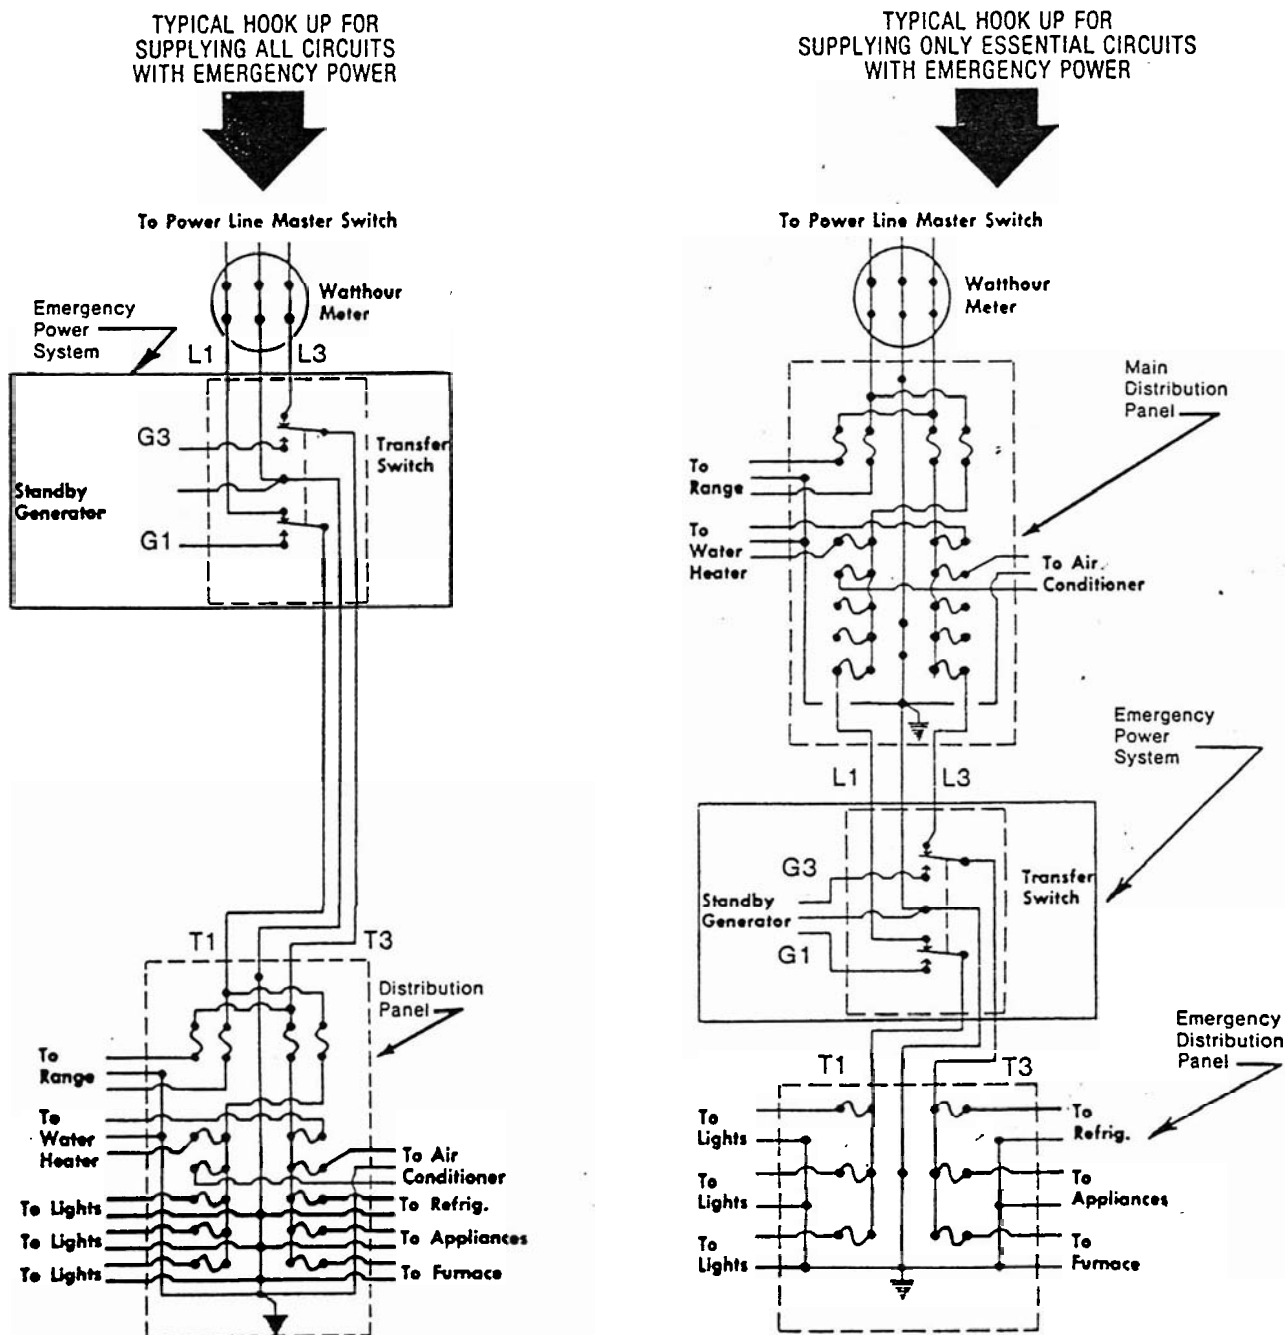 TYPICAL HOOK UP FOR
SUPPLYING ALL CIRCUITS
WITH EMERGENCY POWER
To Power Line Master Switch
Watthour
Meter
Emergency
Power
System
L1
L3
G3
Transfer
Switch
Standby
Generator
G1
T1
T3
Distribution
Panel
To
Range
To
Water
Heater
To Air
Conditioner
To Lights
To Refrig.
To Lights
To Appliances
To Lights
To Furnace
TYPICAL HOOK UP FOR
SUPPLYING ONLY ESSENTIAL CIRCUITS
WITH EMERGENCY POWER
To Power Line Master Switch
Watthour
Meter
Main
Distribution
Panel
To
Range
To
Water
Heater
To Air
Conditioner
Emergency
Power
System
L1
L3
G3
Standby
Generator
Transfer
Switch
G1
Emergency
Distribution
Panel
T1
T3
To
Lights
To
Refrig.
To
Lights
To
Appliances
To
Lights
To
Furnace